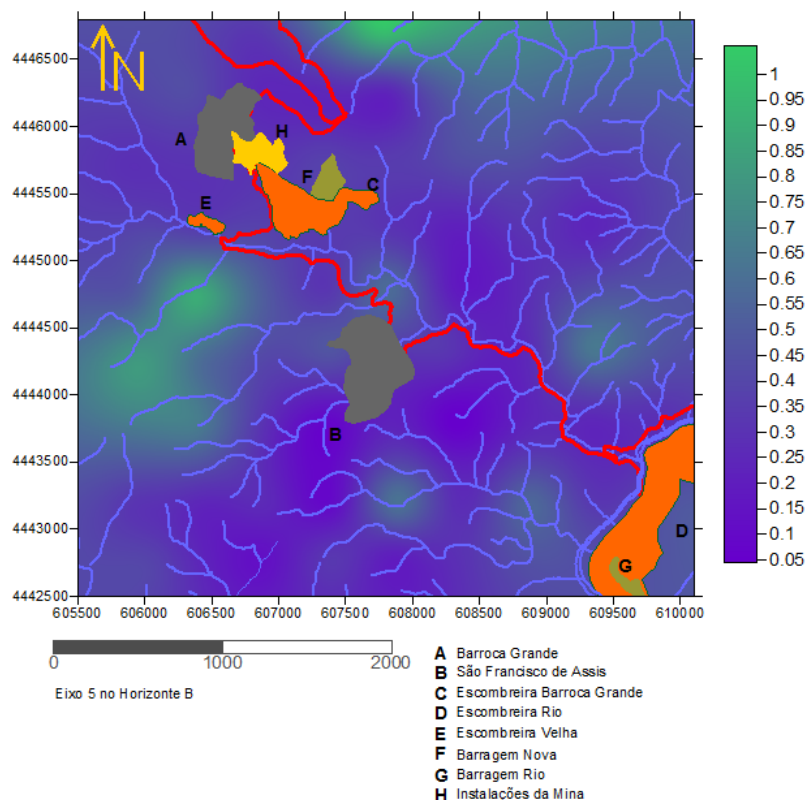 N
4446500
4446000
4445500
4445000
4444500
4444000
4443500
4443000
4442500
605500 606000 606500 607000 607500 608000 608500 609000 609500 610000
A
H
F
C
E
B
D
G
1
0.95
0.9
0.85
0.8
0.75
0.7
0.65
0.6
0.55
0.5
0.45
0.4
0.35
0.3
0.25
0.2
0.15
0.1
0.05
0 1000 2000
Eixo 5 no Horizonte B
A Barroca Grande
B São Francisco de Assis
C Escombreira Barroca Grande
D Escombreira Rio
E Escombreira Velha
F Barragem Nova
G Barragem Rio
H Instalações da Mina